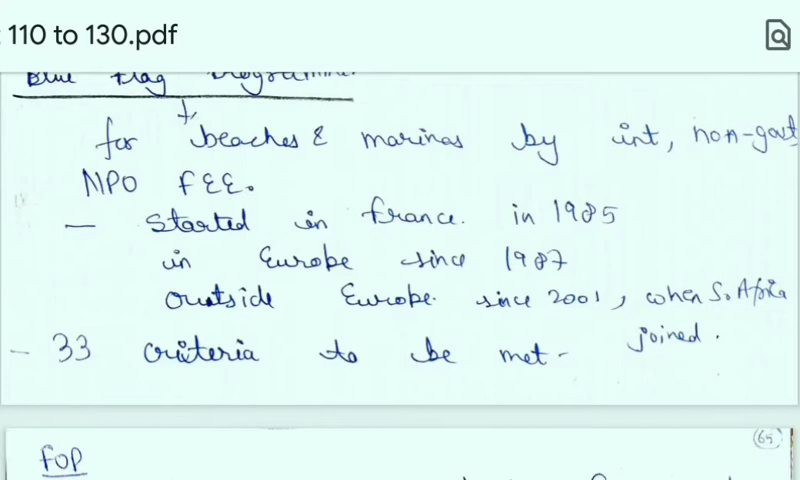 110 to 130.pdf
Blue Flag Programme.
for beaches & marinas by int, non-govt
NPO FEE.
— Started in France. in 1985
in Europe since 1987
Outside Europe. since 2001, when S. Africa
joined.
- 33 criteria to be met -
65
FOP